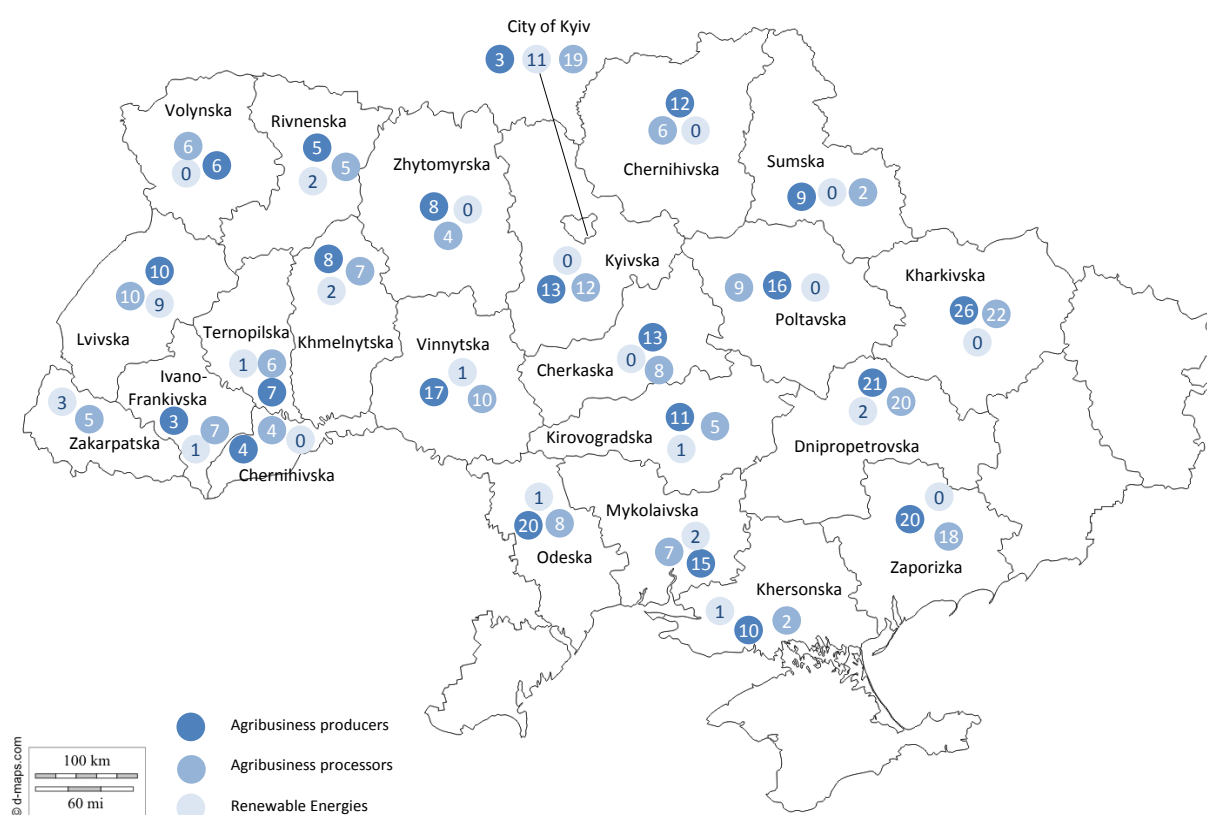 City of Kyiv
3 11 19
12
6 0
Chernihivska
Volynska
6
0 6
Rivnenska
5
5
2
Zhytomyrska
8 0
4
Sumska
9 0 2
0
Kyivska
13 12
10
10 9
Lvivska
8
7
2
Khmelnytska
Ternopilska
1 6
7
9 16 0
Poltavska
Kharkivska
26 22
0
Vinnytska
1
17 10
13
0
8
Cherkaska
Ivano-
Frankivska
3
7
1
3
5
Zakarpatska
4
4 0
Chernihivska
11 5
Kirovogradska
1
21
20
2
Dnipropetrovska
1
20 8
Odeska
Mykolaivska
2
7
15
0
20
18
Zaporizka
Khersonska
1
10 2
Agribusiness producers
Agribusiness processors
Renewable Energies
© d-maps.com
100 km
60 mi